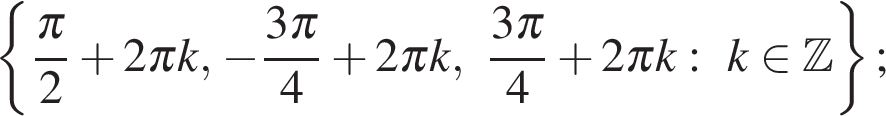 { π/2 + 2πk, −3π/4 + 2πk, 3π/4 + 2πk : k ∈ ℤ } ;